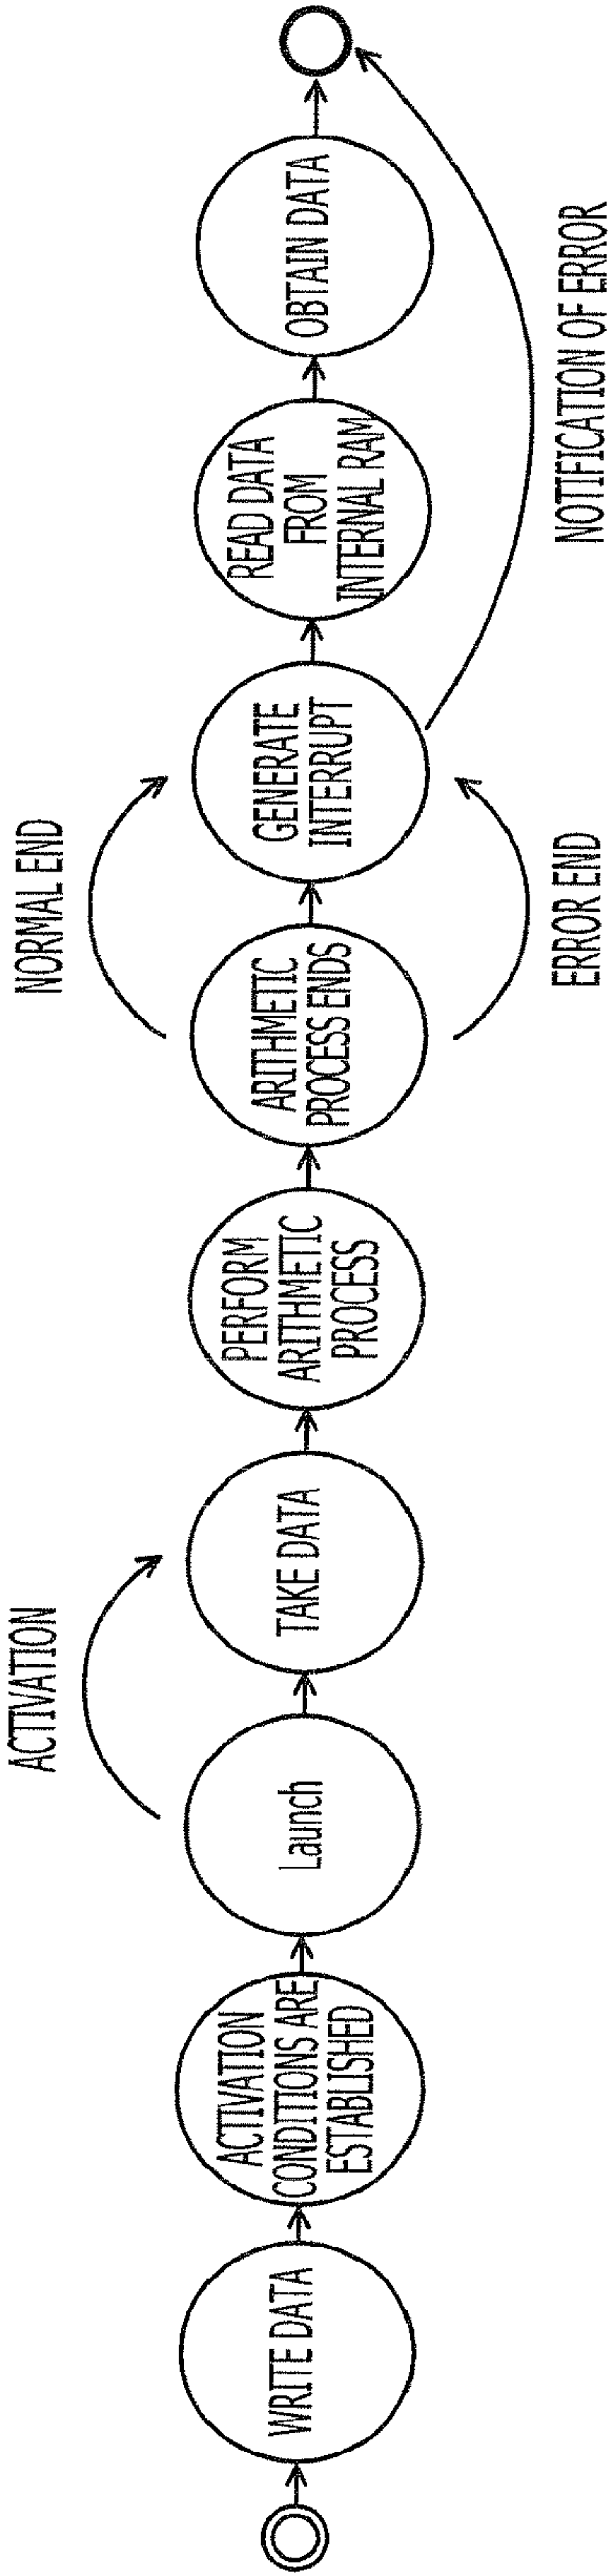 WRITE DATA
ACTIVATION
CONDITIONS ARE
ESTABLISHED
Launch
ACTIVATION
TAKE DATA
PERFORM
ARITHMETIC
PROCESS
ARITHMETIC
PROCESS ENDS
NORMAL END
ERROR END
GENERATE
INTERRUPT
READ DATA
FROM
INTERNAL RAM
OBTAIN DATA
NOTIFICATION OF ERROR